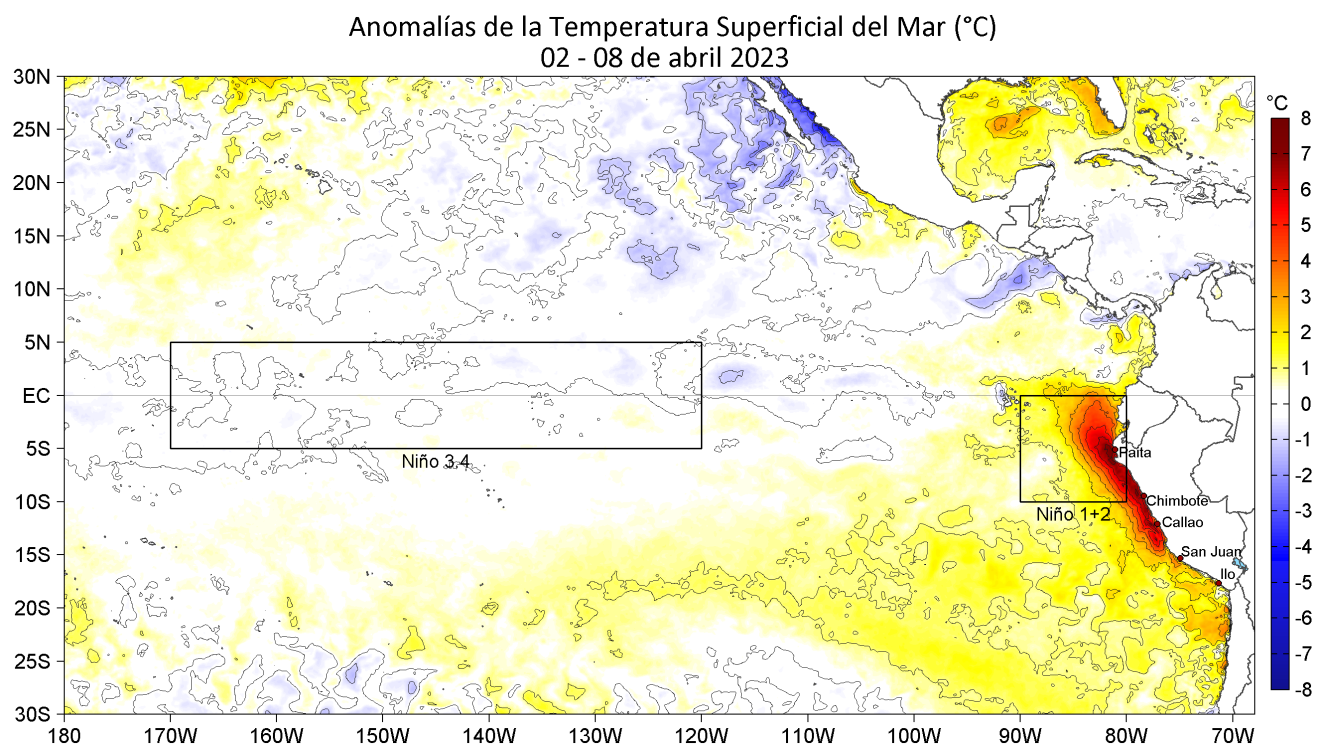 Anomalías de la Temperatura Superficial del Mar (°C)
02 - 08 de abril 2023
30N
25N
20N
15N
10N
5N
EC
5S
10S
15S
20S
25S
30S
180
170W
160W
150W
140W
130W
120W
110W
100W
90W
80W
70W
Niño 3.4
Niño 1+2
Paita
Chimbote
Callao
San Juan
Ilo
°C
8
7
6
5
4
3
2
1
0
-1
-2
-3
-4
-5
-6
-7
-8